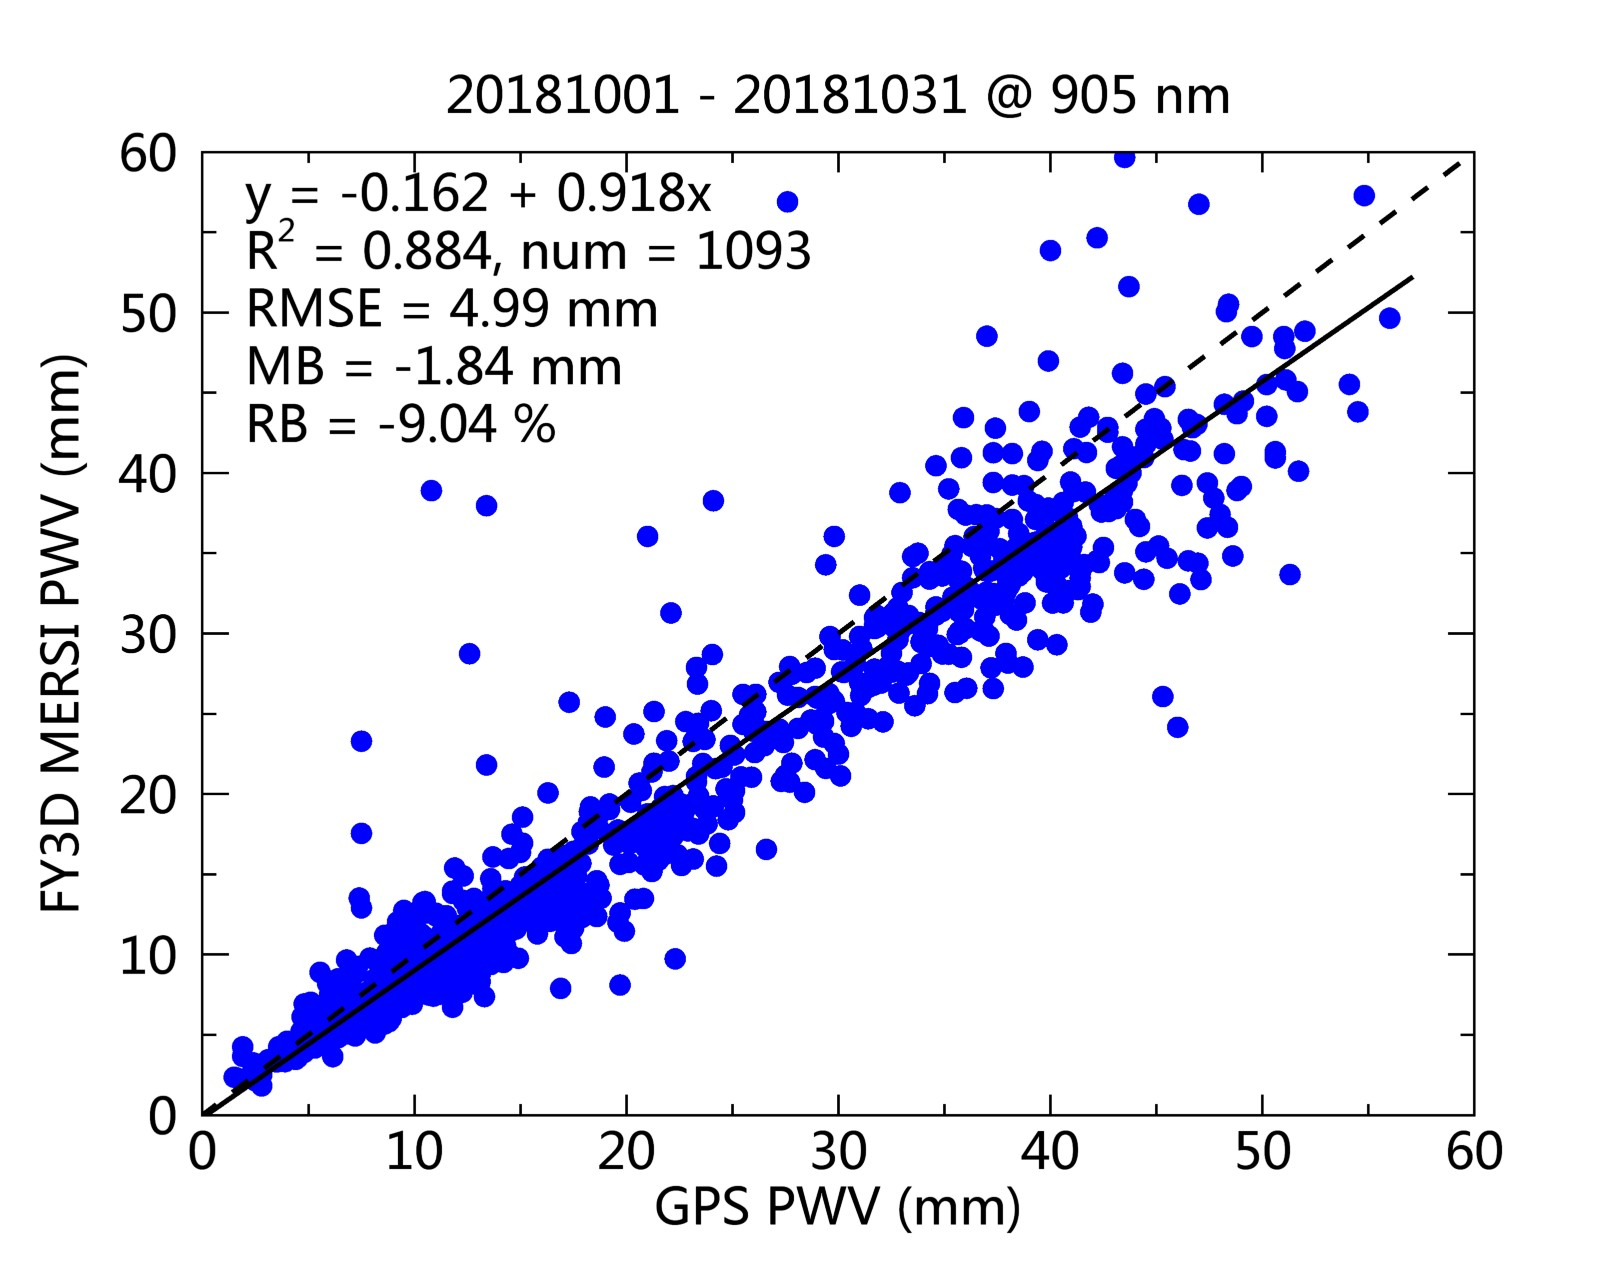 20181001 - 20181031 @ 905 nm
y = -0.162 + 0.918x
R² = 0.884, num = 1093
RMSE = 4.99 mm
MB = -1.84 mm
RB = -9.04 %
FY3D MERSI PWV (mm)
60
50
40
30
20
10
0
0 10 20 30 40 50 60
GPS PWV (mm)